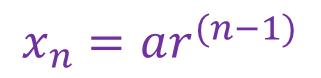 xₙ = ar⁽ⁿ⁻¹⁾